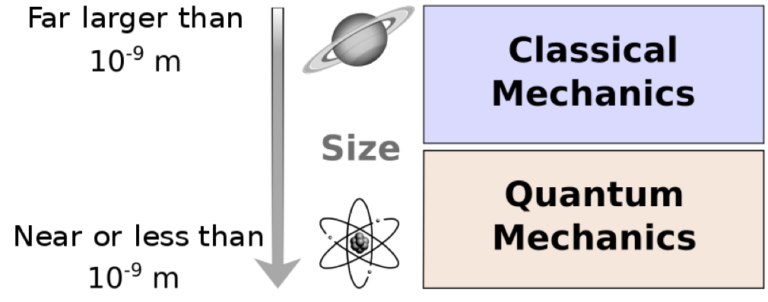 Far larger than
10⁻⁹ m
Classical
Mechanics
Size
Quantum
Mechanics
Near or less than
10⁻⁹ m